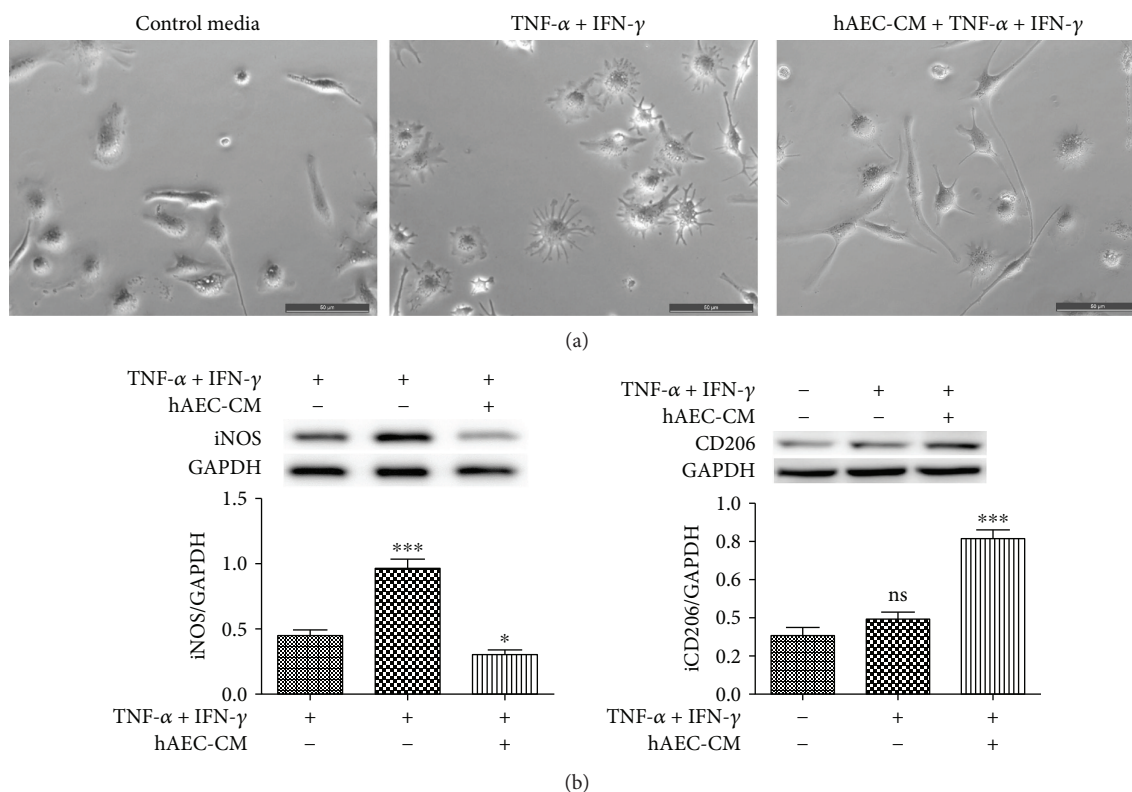 Control media
TNF-α + IFN-γ
hAEC-CM + TNF-α + IFN-γ
50 μm
50 μm
50 μm
(a)
TNF-α + IFN-γ + + +
hAEC-CM – – +
iNOS
GAPDH
1.5
1.0
0.5
0.0
iNOS/GAPDH
***
*
TNF-α + IFN-γ + + +
hAEC-CM – – +
TNF-α + IFN-γ – + +
hAEC-CM +
CD206
GAPDH
1.0
0.8
0.6
0.5
0.2
0.0
iCD206/GAPDH
ns
***
TNF-α + IFN-γ – + +
hAEC-CM – – +
(b)